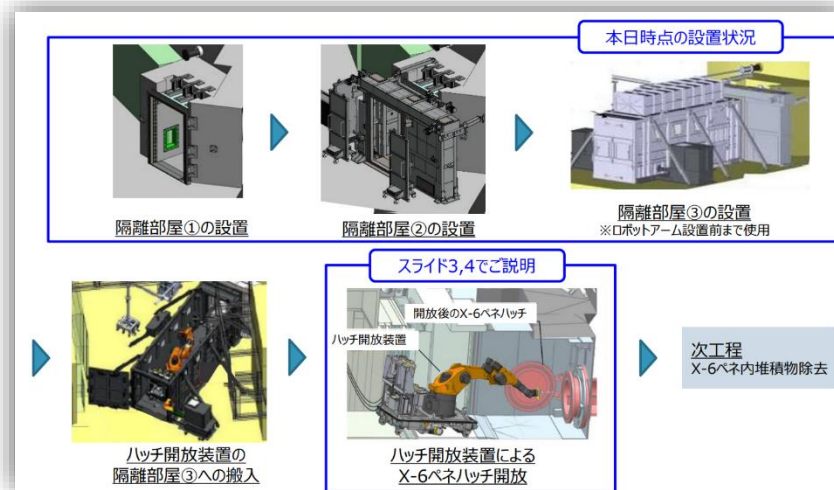 本日時点の設置状況
隔離部屋①の設置
隔離部屋②の設置
隔離部屋③の設置
※ロボットアーム設置前まで使用
スライド3,4でご説明
開放後のX-6ペネハッチ
ハッチ開放装置
次工程
X-6ペネ内堆積物除去
ハッチ開放装置の
隔離部屋③への搬入
ハッチ開放装置による
X-6ペネハッチ開放